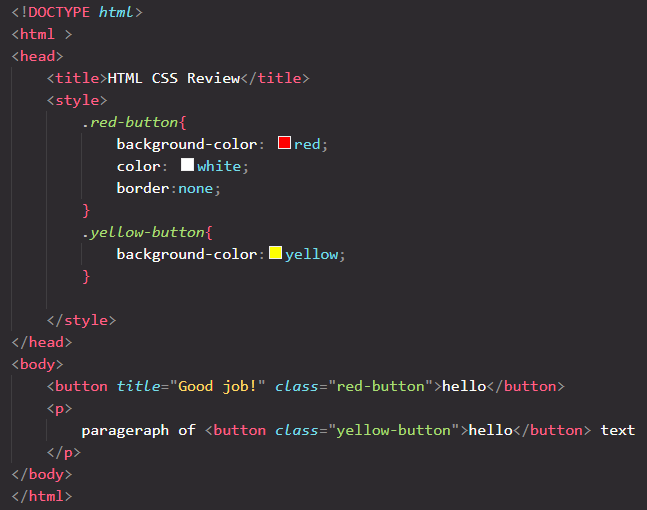 <!DOCTYPE html>
<html >
<head>
    <title>HTML CSS Review</title>
    <style>
        .red-button{
            background-color: red;
            color: white;
            border:none;
        }
        .yellow-button{
            background-color:yellow;
        }

    </style>
</head>
<body>
    <button title="Good job!" class="red-button">hello</button>
    <p>
        parageraph of <button class="yellow-button">hello</button> text
    </p>
</body>
</html>